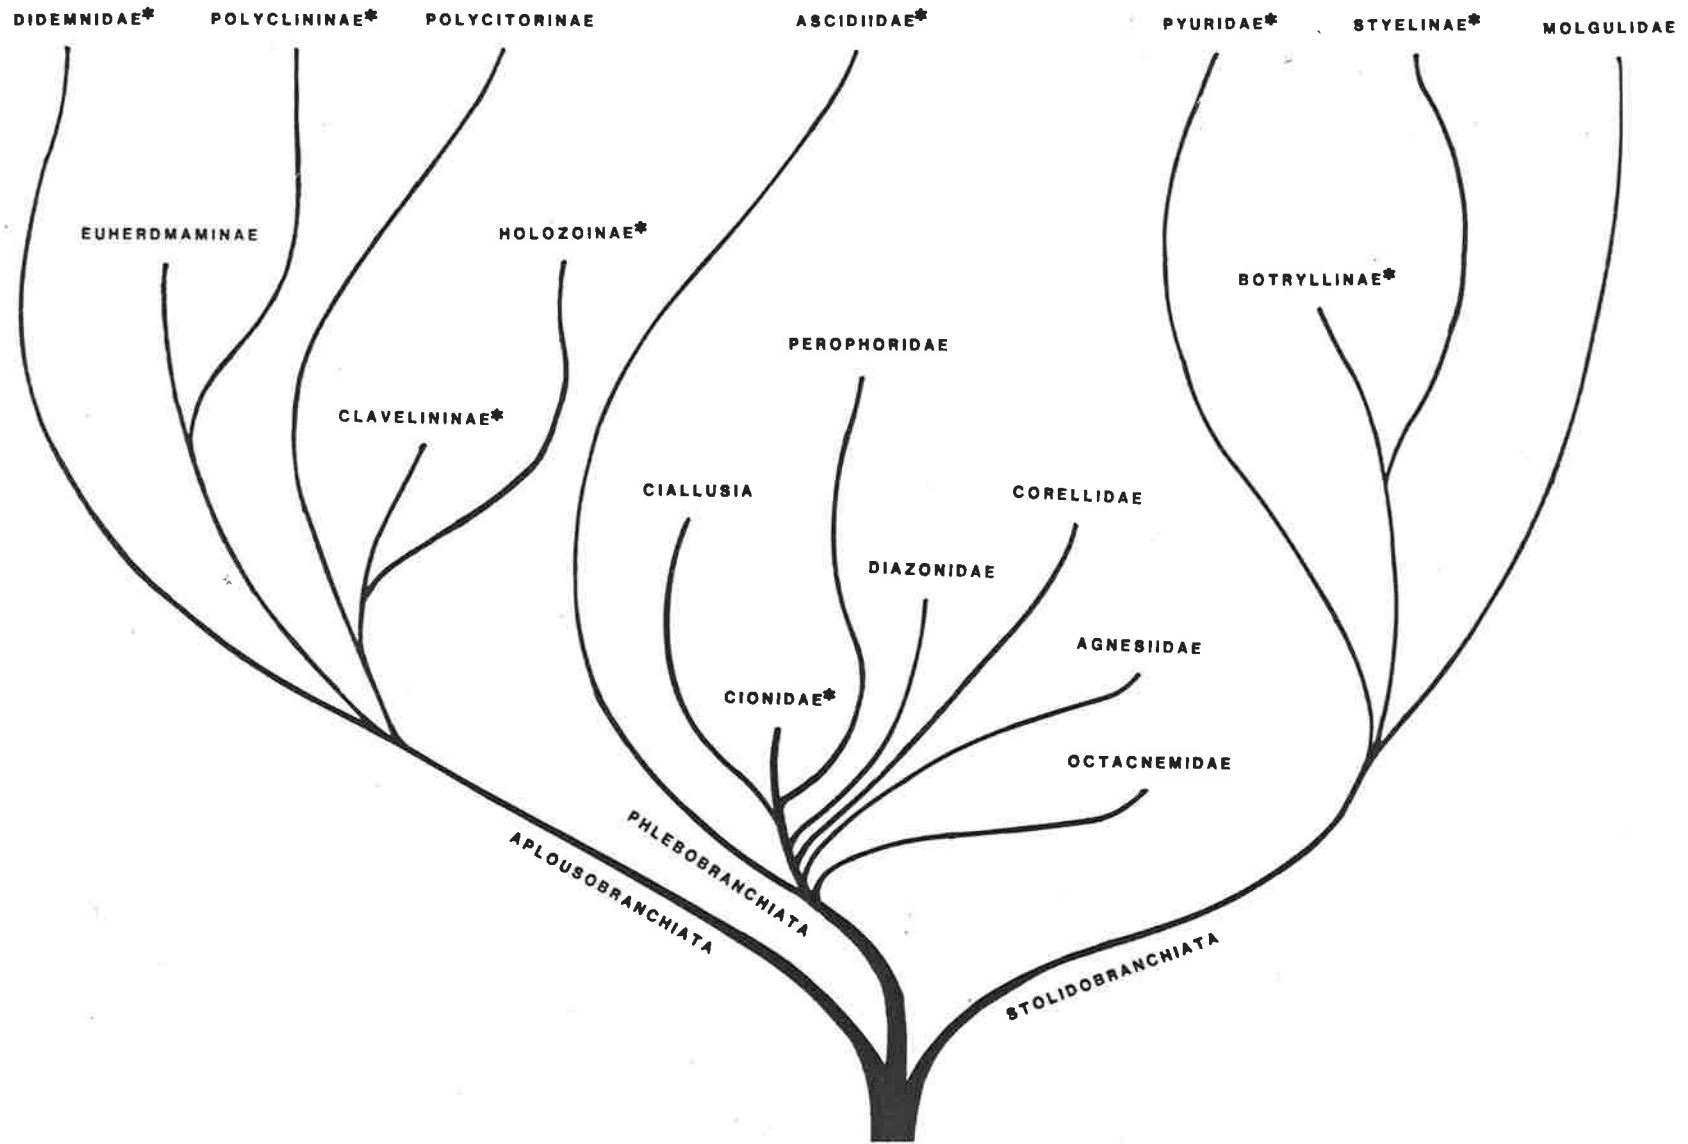 DIDEMNIDAE*
POLYCLININAE*
POLYCITORINAE
ASCIDIIDAE*
PYURIDAE*
STYELINAE*
MOLGULIDAE
EUHERDMAMINAE
HOLOZOINAE*
BOTRYLLINAE*
PEROPHORIDAE
CLAVELININAE*
CIALLUSIA
CORELLIDAE
DIAZONIDAE
AGNESIIDAE
CIONIDAE*
OCTACNEMIDAE
PHLEBOBRANCHIATA
APLOUSOBRANCHIATA
STOLIDOBRANCHIATA